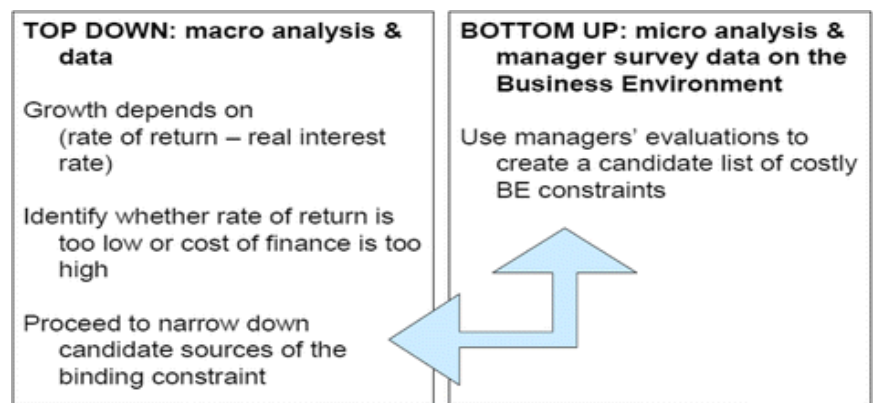 TOP DOWN: macro analysis &
data
Growth depends on
(rate of return – real interest
rate)
Identify whether rate of return is
too low or cost of finance is too
high
Proceed to narrow down
candidate sources of the
binding constraint
BOTTOM UP: micro analysis &
manager survey data on the
Business Environment
Use managers’ evaluations to
create a candidate list of costly
BE constraints